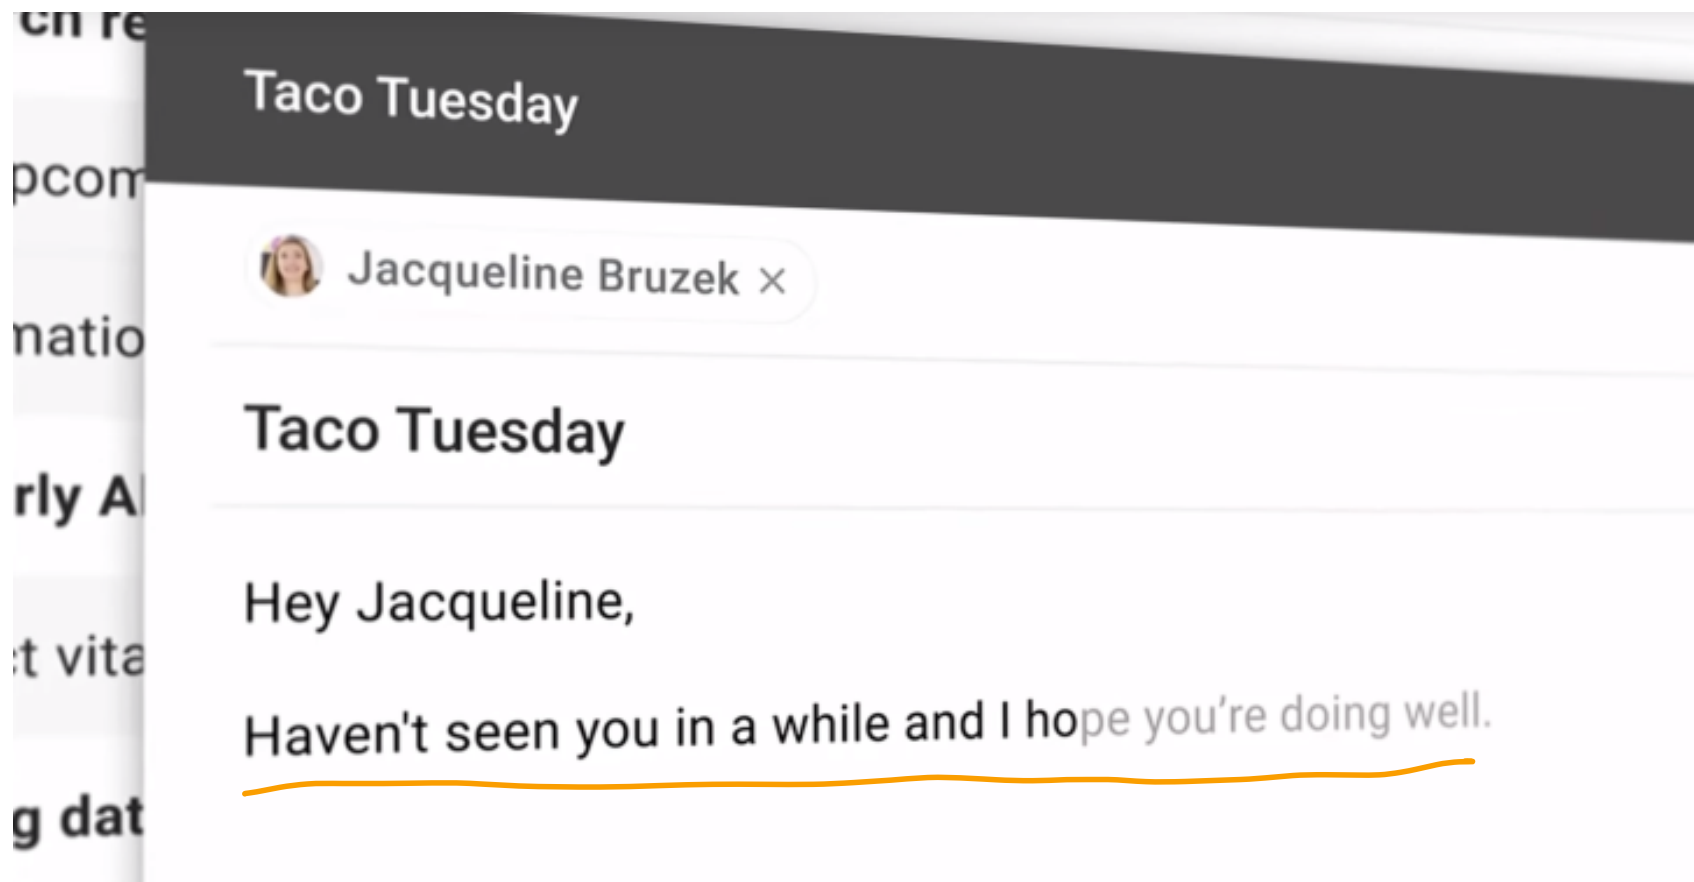 Taco Tuesday
Jacqueline Bruzek
Taco Tuesday
Hey Jacqueline,
Haven't seen you in a while and I hope you’re doing well.